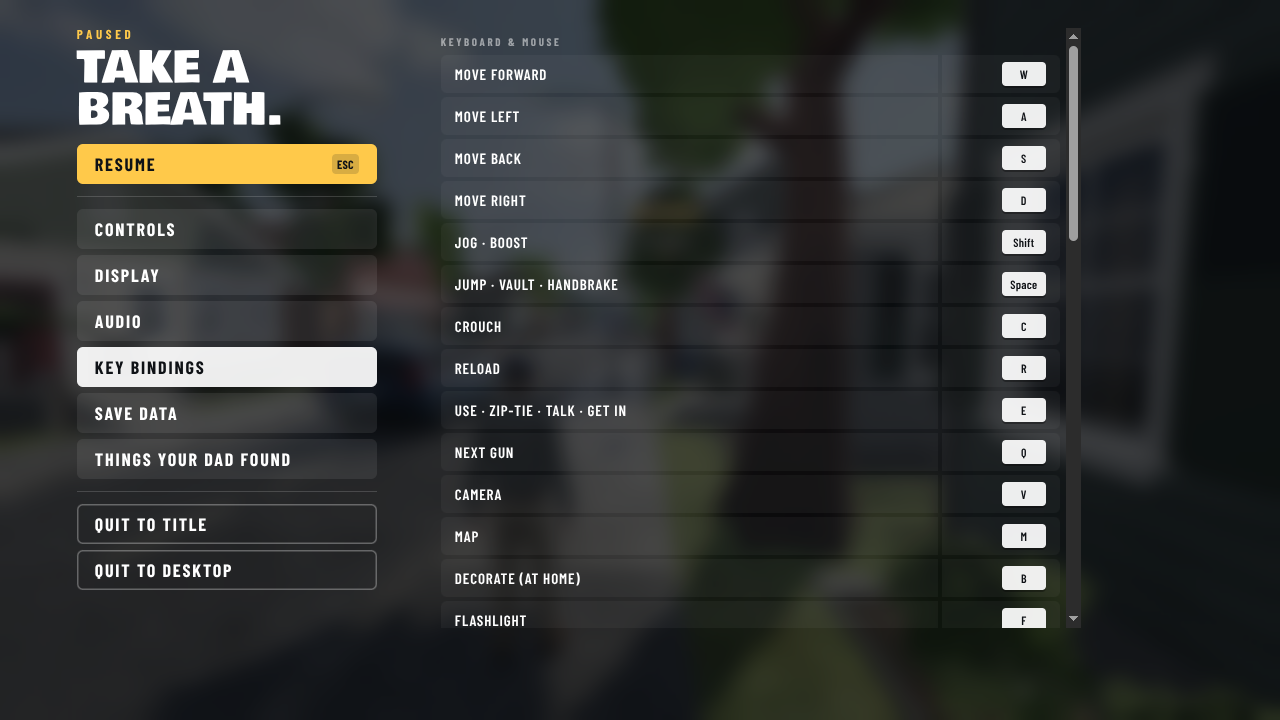 PAUSED
TAKE A
BREATH.
RESUME ESC
CONTROLS
DISPLAY
AUDIO
KEY BINDINGS
SAVE DATA
THINGS YOUR DAD FOUND
QUIT TO TITLE
QUIT TO DESKTOP
KEYBOARD & MOUSE
MOVE FORWARD W
MOVE LEFT A
MOVE BACK S
MOVE RIGHT D
JOG · BOOST Shift
JUMP · VAULT · HANDBRAKE Space
CROUCH C
RELOAD R
USE · ZIP-TIE · TALK · GET IN E
NEXT GUN Q
CAMERA V
MAP M
DECORATE (AT HOME) B
FLASHLIGHT F